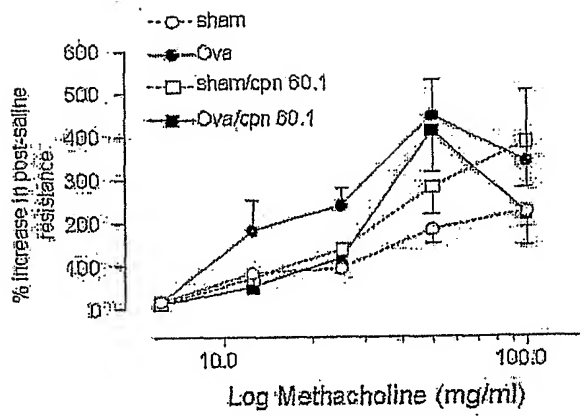 sham
Ova
sham/cpn 60.1
Ova/cpn 60.1
% increase in post-saline
resistance
600
500
400
300
200
100
0
10.0
100.0
Log Methacholine (mg/ml)